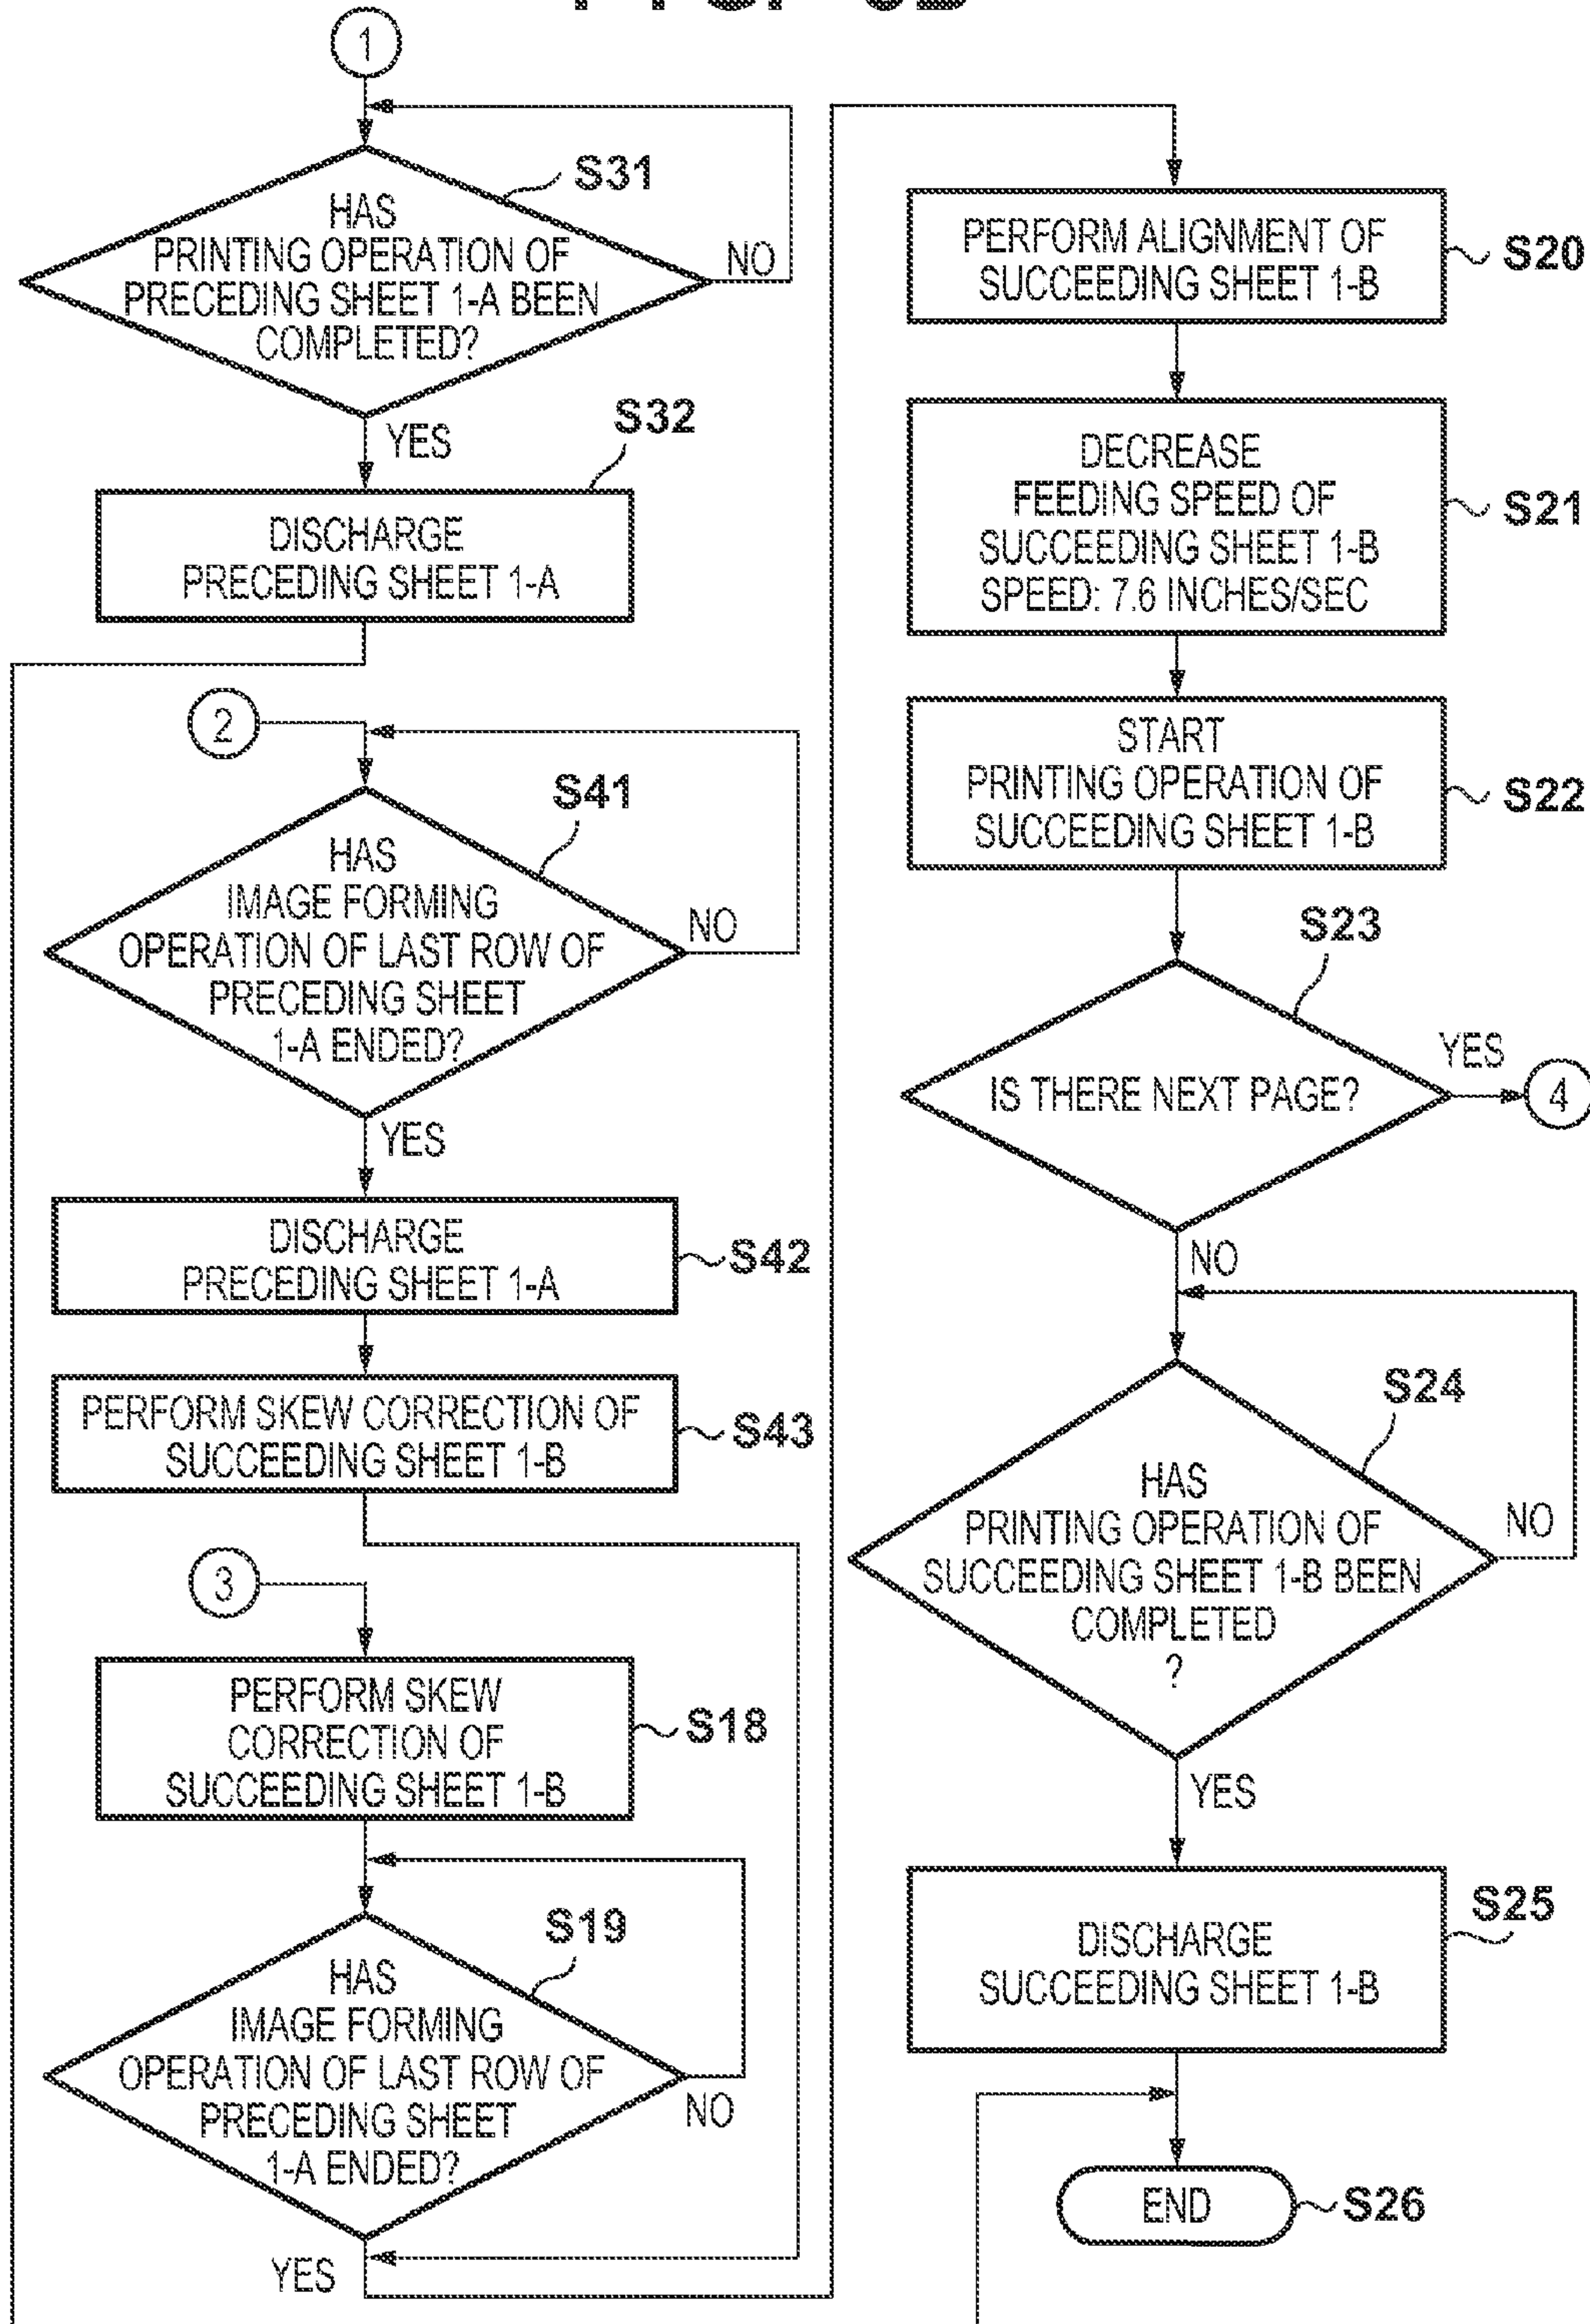 1
S31
HAS
PRINTING OPERATION OF
PRECEDING SHEET 1-A BEEN
COMPLETED?
NO
YES
S32
DISCHARGE
PRECEDING SHEET 1-A
2
S41
HAS
IMAGE FORMING
OPERATION OF LAST ROW OF
PRECEDING SHEET
1-A ENDED?
NO
YES
DISCHARGE
PRECEDING SHEET 1-A
S42
PERFORM SKEW CORRECTION OF
SUCCEEDING SHEET 1-B
S43
3
PERFORM SKEW
CORRECTION OF
SUCCEEDING SHEET 1-B
S18
S19
HAS
IMAGE FORMING
OPERATION OF LAST ROW OF
PRECEDING SHEET
1-A ENDED?
NO
YES
PERFORM ALIGNMENT OF
SUCCEEDING SHEET 1-B
S20
DECREASE
FEEDING SPEED OF
SUCCEEDING SHEET 1-B
SPEED: 7.6 INCHES/SEC
S21
START
PRINTING OPERATION OF
SUCCEEDING SHEET 1-B
S22
S23
IS THERE NEXT PAGE?
YES
4
NO
S24
HAS
PRINTING OPERATION OF
SUCCEEDING SHEET 1-B BEEN
COMPLETED
?
NO
YES
DISCHARGE
SUCCEEDING SHEET 1-B
S25
END
S26